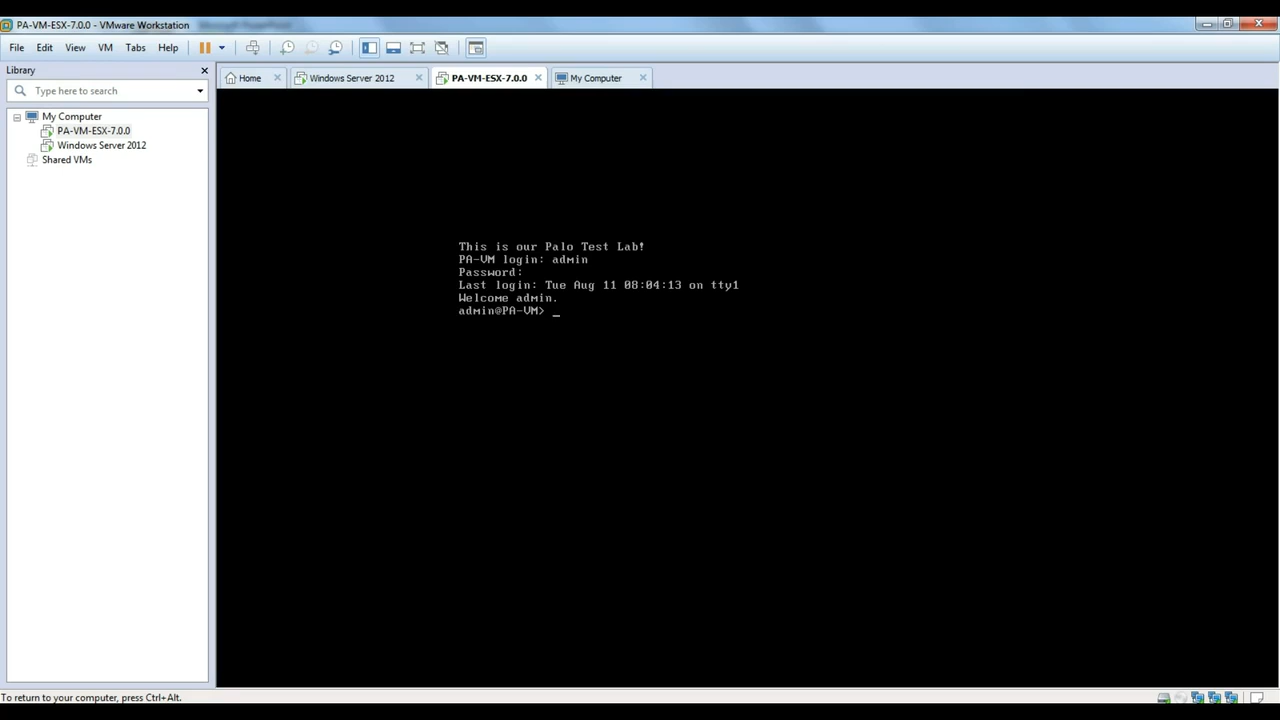 PA-VM-ESX-7.0.0 - VMware Workstation
File Edit View VM Tabs Help
Library
Type here to search
Home Windows Server 2012 PA-VM-ESX-7.0.0 My Computer
My Computer
PA-VM-ESX-7.0.0
Windows Server 2012
Shared VMs
This is our Palo Test Lab!
PA-VM login: admin
Password:
Last login: Tue Aug 11 08:04:13 on tty1
Welcome admin.
admin@PA-VM> _
To return to your computer, press Ctrl+Alt.